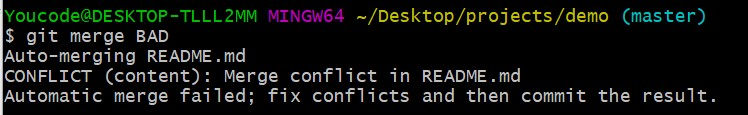 Youcode@DESKTOP-TLLL2MM MINGW64 ~/Desktop/projects/demo (master)
$ git merge BAD
Auto-merging README.md
CONFLICT (content): Merge conflict in README.md
Automatic merge failed; fix conflicts and then commit the result.